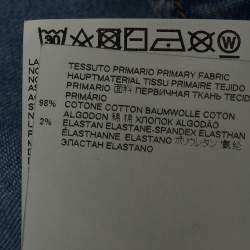 TESSUTO PRIMARIO PRIMARY FABRIC
HAUPTMATERIAL TISSU PRIMAIRE TEJIDO
PRIMARIO 面料 ПЕРВИЧНАЯ ТКАНЬ TECID
PRIMÁRIO
98% COTONE COTTON BAUMWOLLE COTON
ALGODON 綿 棉 ХЛОПОК ALGODÃO
2% ELASTAN ELASTANE-SPANDEX ELASTHAN
ÉLASTHANNE. ELASTANO ポリウレタン 氨纶
ЭЛАСТАН ELASTANO